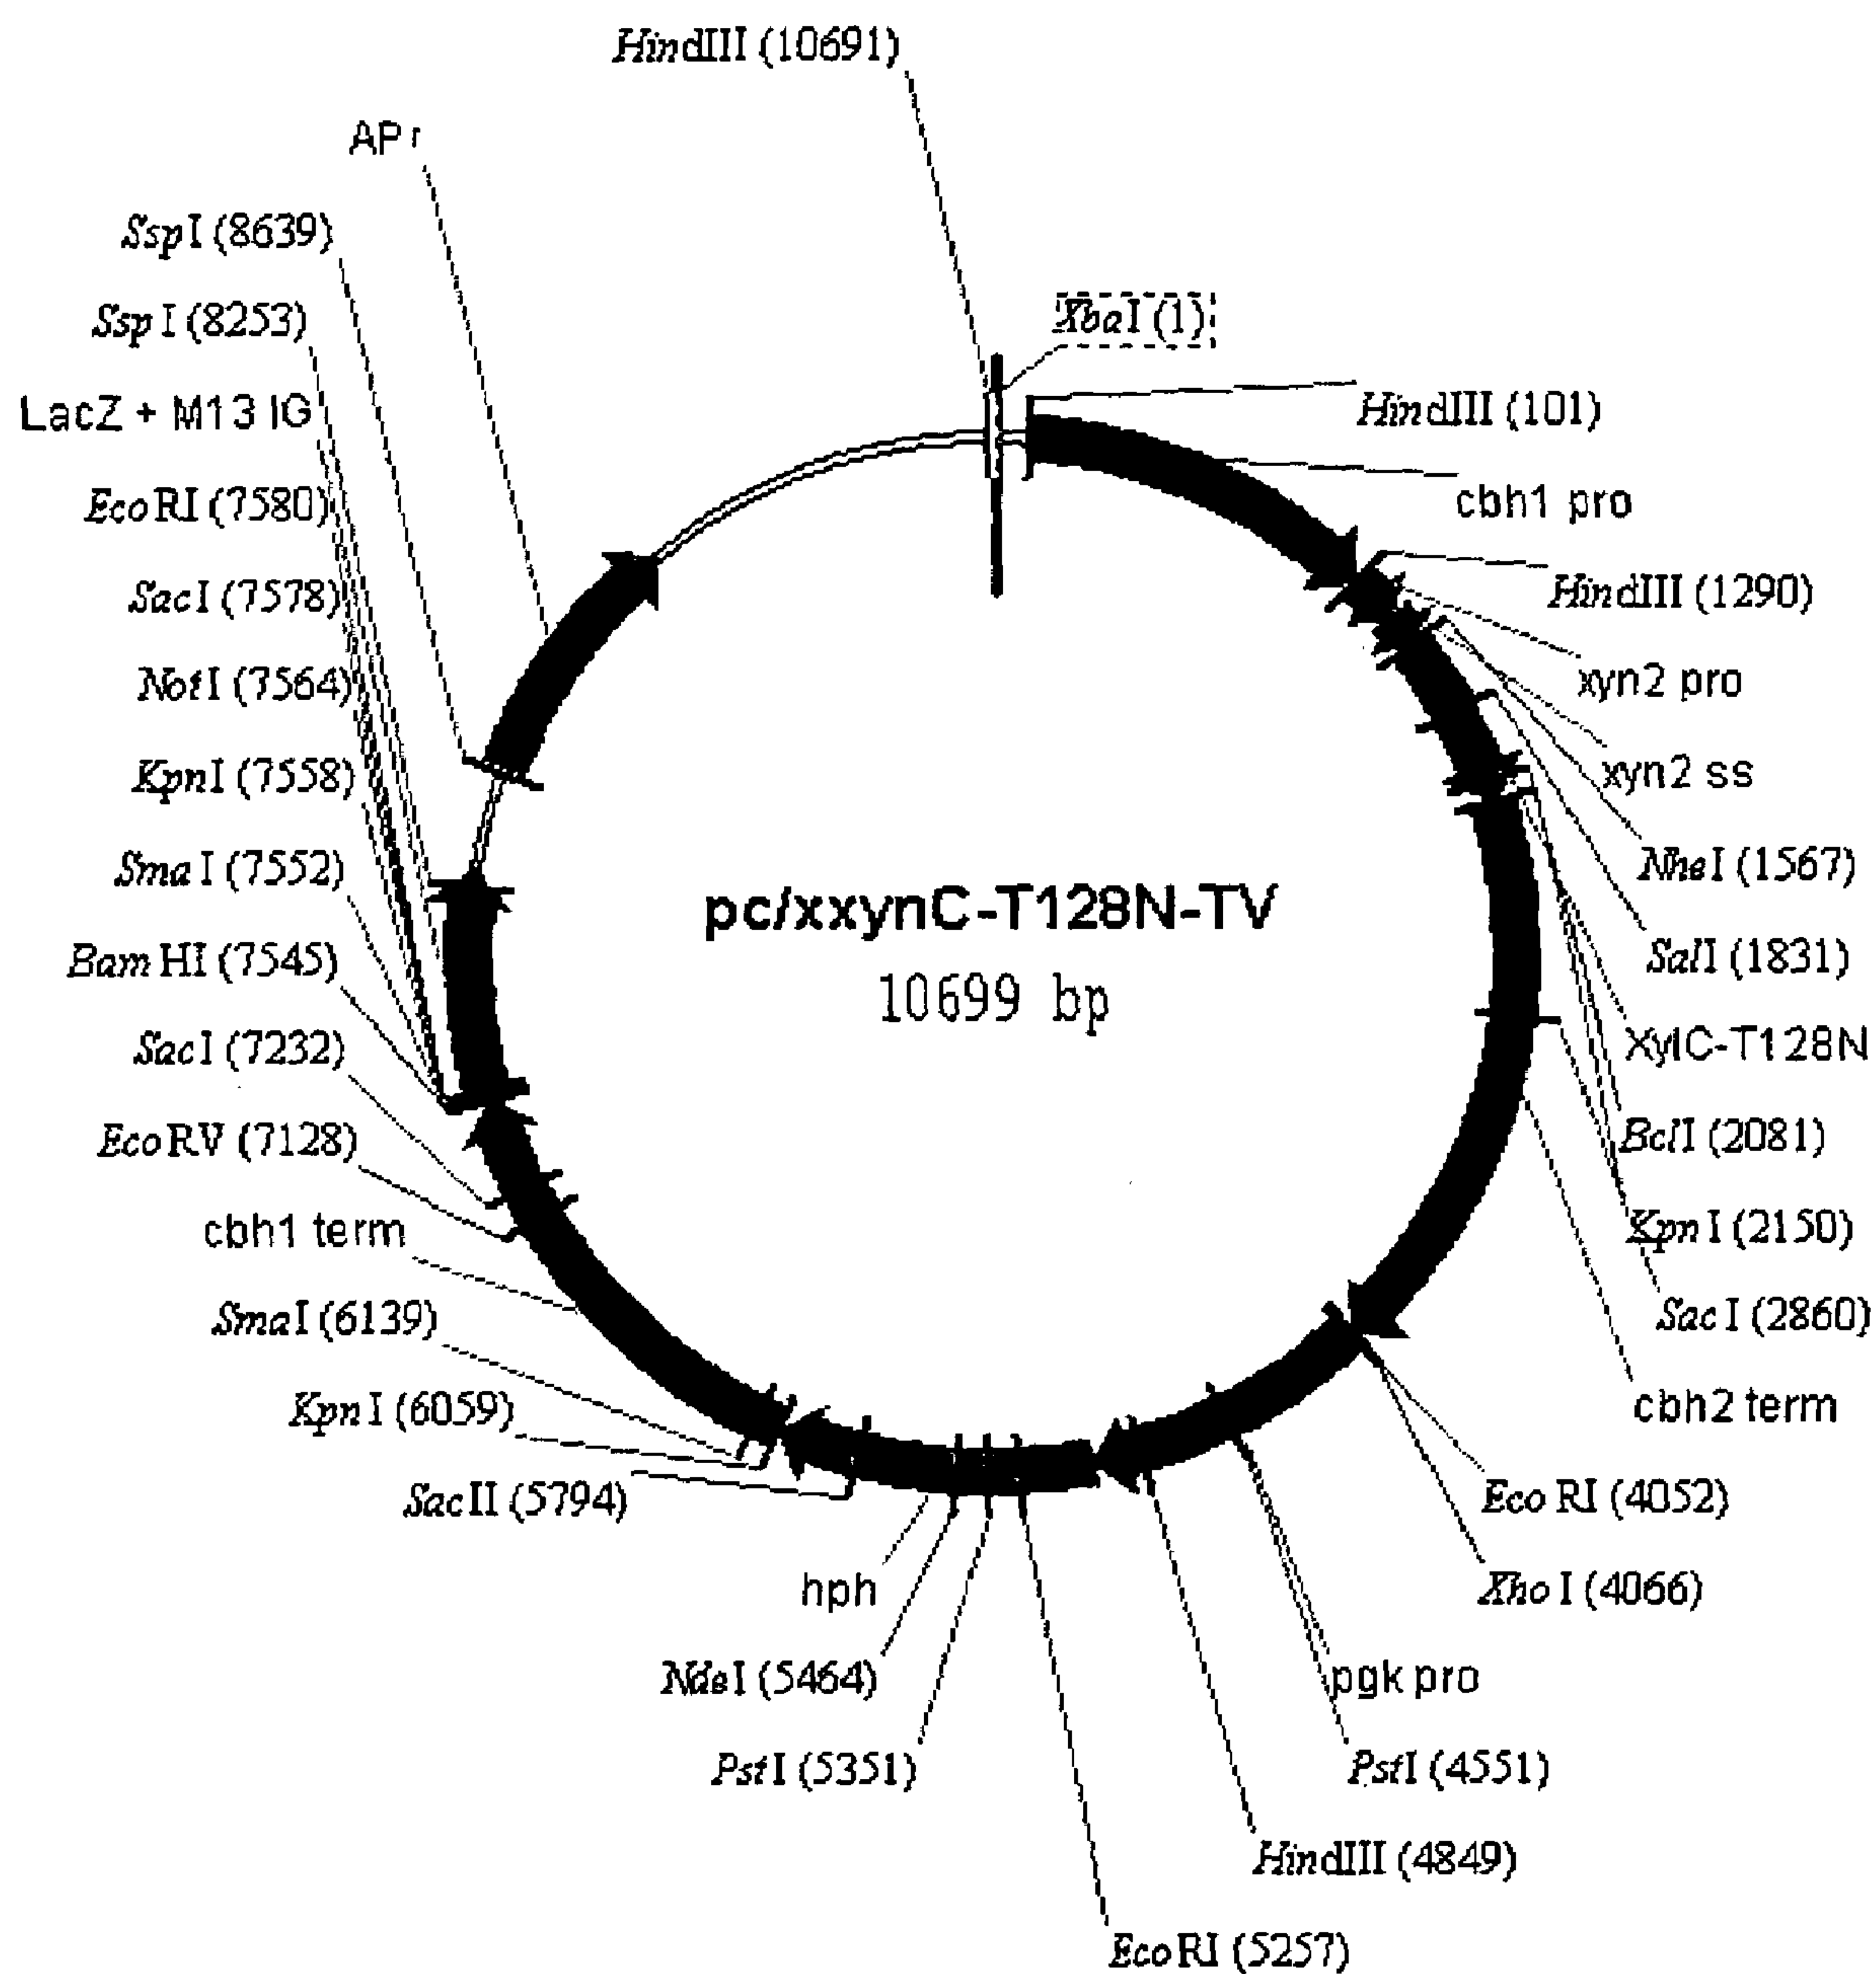 HindIII (10691)
APr
SspI (8639)
SspI (8253)
LacZ + M13 IG
EcoRI (7580)
SacI (7578)
NotI (7564)
KpnI (7558)
SmaI (7552)
BamHI (7545)
SacI (7232)
EcoRV (7128)
cbh1 term
SmaI (6139)
KpnI (6059)
SacII (5794)
hph
NdeI (5464)
PstI (5351)
XbaI (1)
HindIII (101)
cbh1 pro
HindIII (1290)
xyn2 pro
xyn2 ss
NheI (1567)
SalI (1831)
XylC-T128N
BclI (2081)
KpnI (2150)
SacI (2860)
cbh2 term
EcoRI (4052)
XhoI (4066)
pgk pro
PstI (4551)
HindIII (4849)
EcoRI (5257)
pc/xxynC-T128N-TV
10699 bp